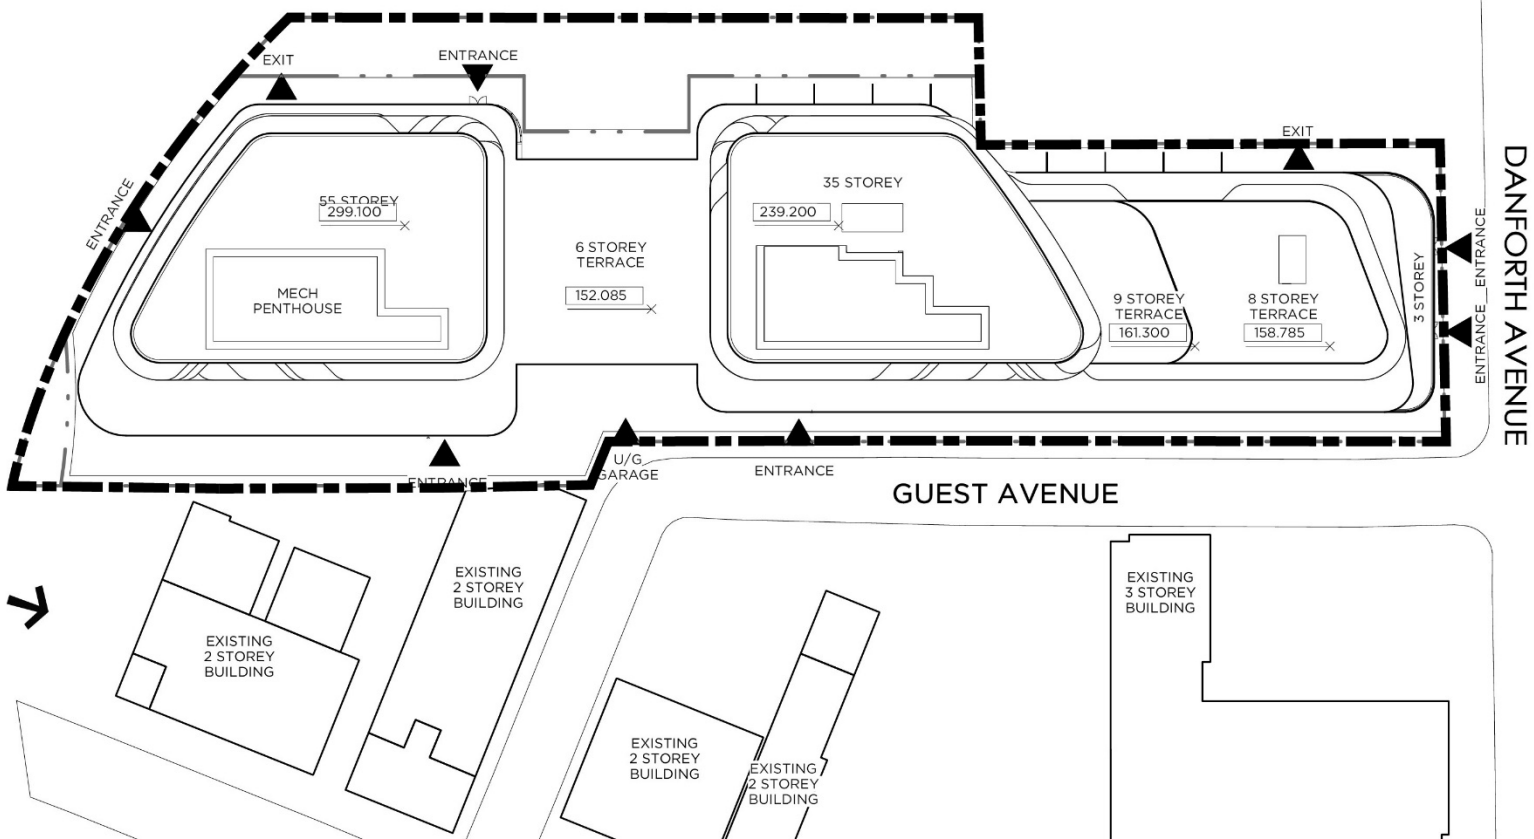 EXIT
ENTRANCE
ENTRANCE
55 STOREY
299.100
MECH
PENTHOUSE
6 STOREY
TERRACE
152.085
35 STOREY
239.200
EXIT
9 STOREY
TERRACE
161.300
8 STOREY
TERRACE
158.785
3 STOREY
ENTRANCE
ENTRANCE
DANFORTH AVENUE
ENTRANCE
U/G
GARAGE
ENTRANCE
GUEST AVENUE
EXISTING
2 STOREY
BUILDING
EXISTING
2 STOREY
BUILDING
EXISTING
2 STOREY
BUILDING
EXISTING
2 STOREY
BUILDING
EXISTING
3 STOREY
BUILDING